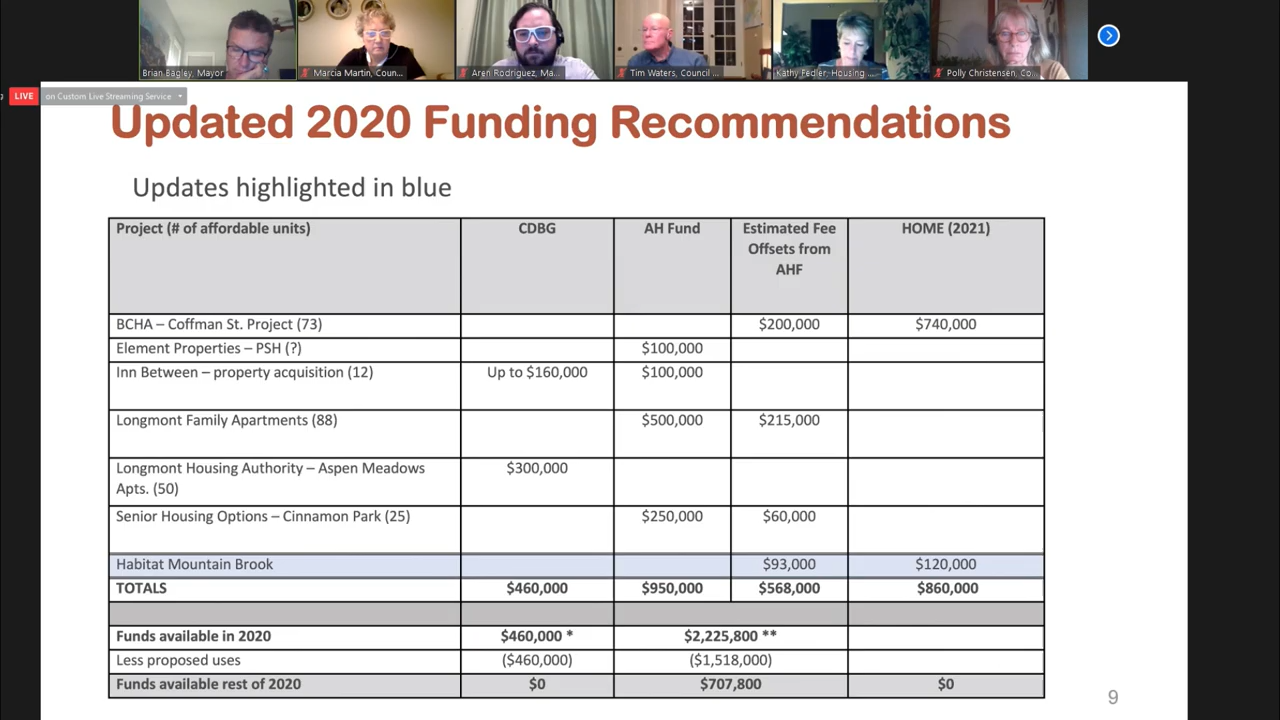 Brian Bagley, Mayor
Marcia Martin, Coun...
Aren Rodriguez, Ma...
Tim Waters, Council ...
Kathy Fedler, Housing ...
Polly Christensen, Co...
LIVE on Custom Live Streaming Service
Updated 2020 Funding Recommendations
Updates highlighted in blue
Project (# of affordable units) CDBG AH Fund Estimated Fee HOME (2021)
Offsets from
AHF
BCHA – Coffman St. Project (73) $200,000 $740,000
Element Properties – PSH (?) $100,000
Inn Between – property acquisition (12) Up to $160,000 $100,000
Longmont Family Apartments (88) $500,000 $215,000
Longmont Housing Authority – Aspen Meadows $300,000
Apts. (50)
Senior Housing Options – Cinnamon Park (25) $250,000 $60,000
Habitat Mountain Brook $93,000 $120,000
TOTALS $460,000 $950,000 $568,000 $860,000
Funds available in 2020 $460,000 * $2,225,800 **
Less proposed uses ($460,000) ($1,518,000)
Funds available rest of 2020 $0 $707,800 $0
9